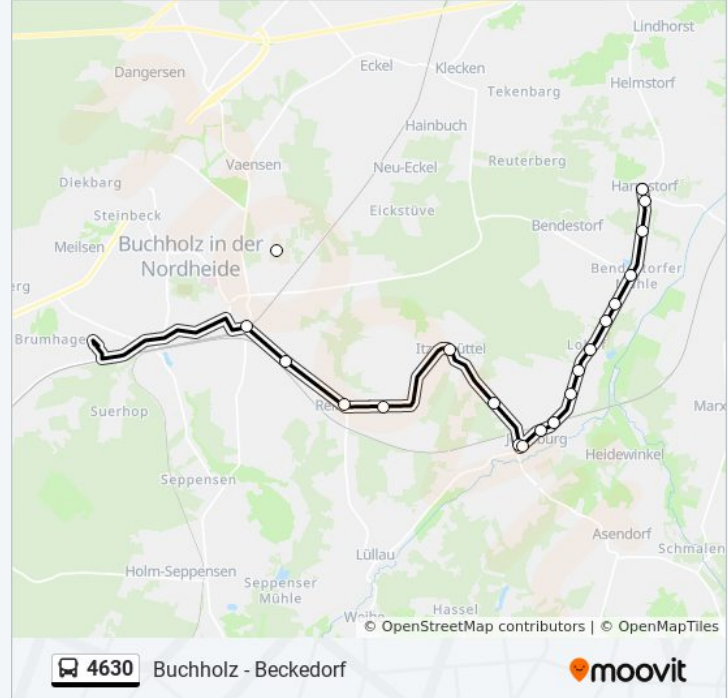 Lindhorst
Dangersen
Eckel
Klecken
Helmstorf
Tekenbarg
Hainbuch
Vaensen
Neu-Eckel
Reuterberg
Diekbarg
Steinbeck
Eickstüve
Bendestorf
Meilsen
Buchholz in der
Nordheide
erg
Brumhage
Suerhop
Marx
Heidewinkel
Seppensen
Asendorf
Lüllau
Schmalen
Holm-Seppensen
Seppenser
Mühle
Hassel
© OpenStreetMap contributors | © OpenMapTiles
4630 Buchholz - Beckedorf
moovit